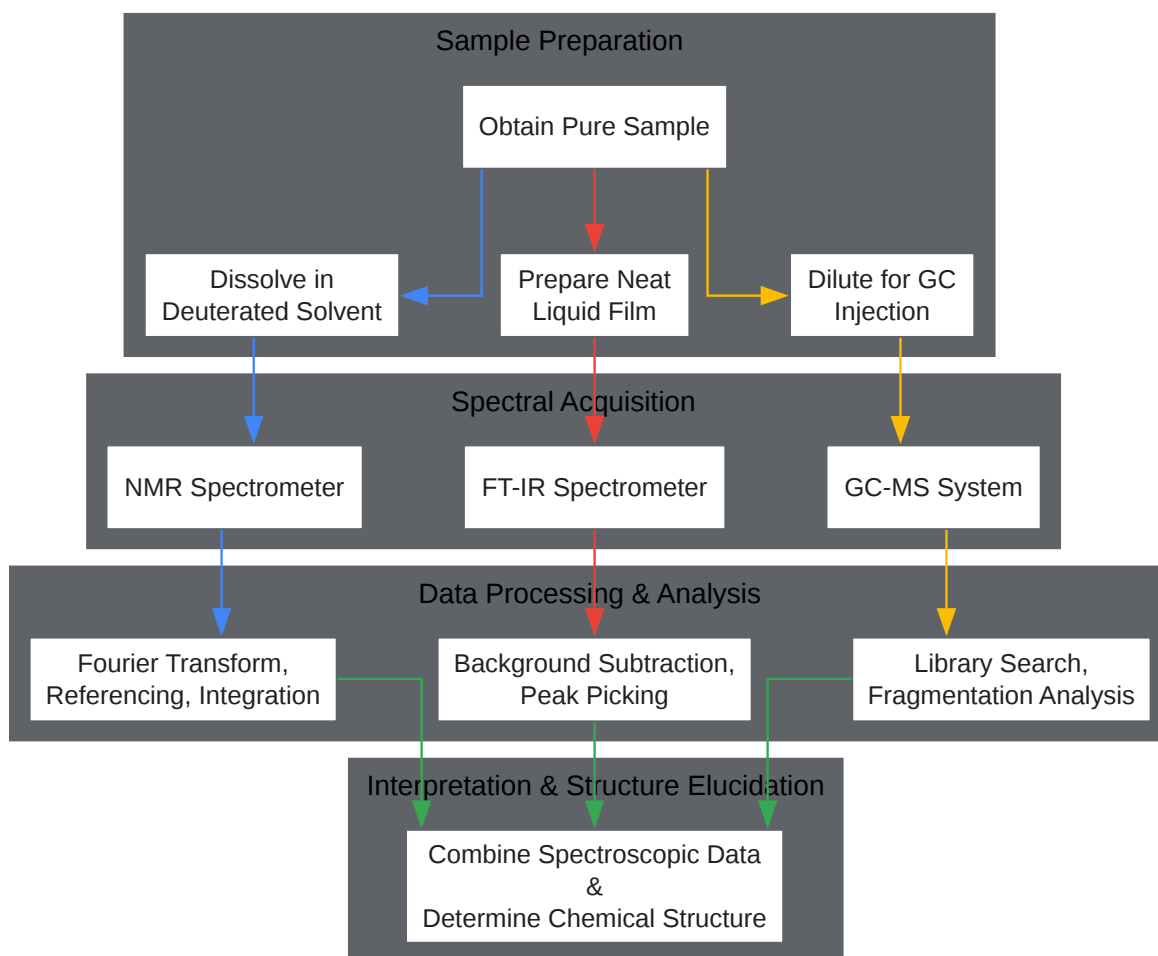 Sample Preparation
Obtain Pure Sample
Dissolve in
Deuterated Solvent
Prepare Neat
Liquid Film
Dilute for GC
Injection
Spectral Acquisition
NMR Spectrometer
FT-IR Spectrometer
GC-MS System
Data Processing & Analysis
Fourier Transform,
Referencing, Integration
Background Subtraction,
Peak Picking
Library Search,
Fragmentation Analysis
Interpretation & Structure Elucidation
Combine Spectroscopic Data
&
Determine Chemical Structure